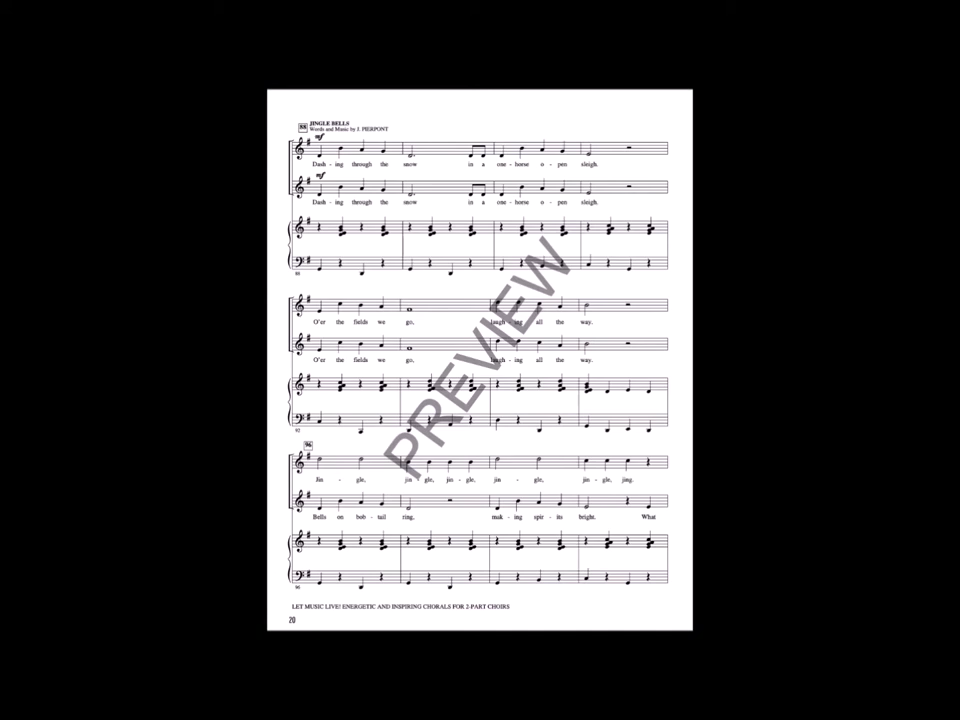 88 JINGLE BELLS
Words and Music by J. PIERPONT
mf
Dash - ing through the snow in a one - horse o - pen sleigh.
mf
Dash - ing through the snow in a one - horse o - pen sleigh.
88
O'er the fields we go, laugh - ing all the way.
O'er the fields we go, laugh - ing all the way.
92
96
Jin - gle, jin - gle, jin - gle, jin - gle, jin - gle, jing.
Bells on bob - tail ring, mak - ing spir - its bright. What
96
LET MUSIC LIVE! ENERGETIC AND INSPIRING CHORALS FOR 2-PART CHOIRS
20
PREVIEW